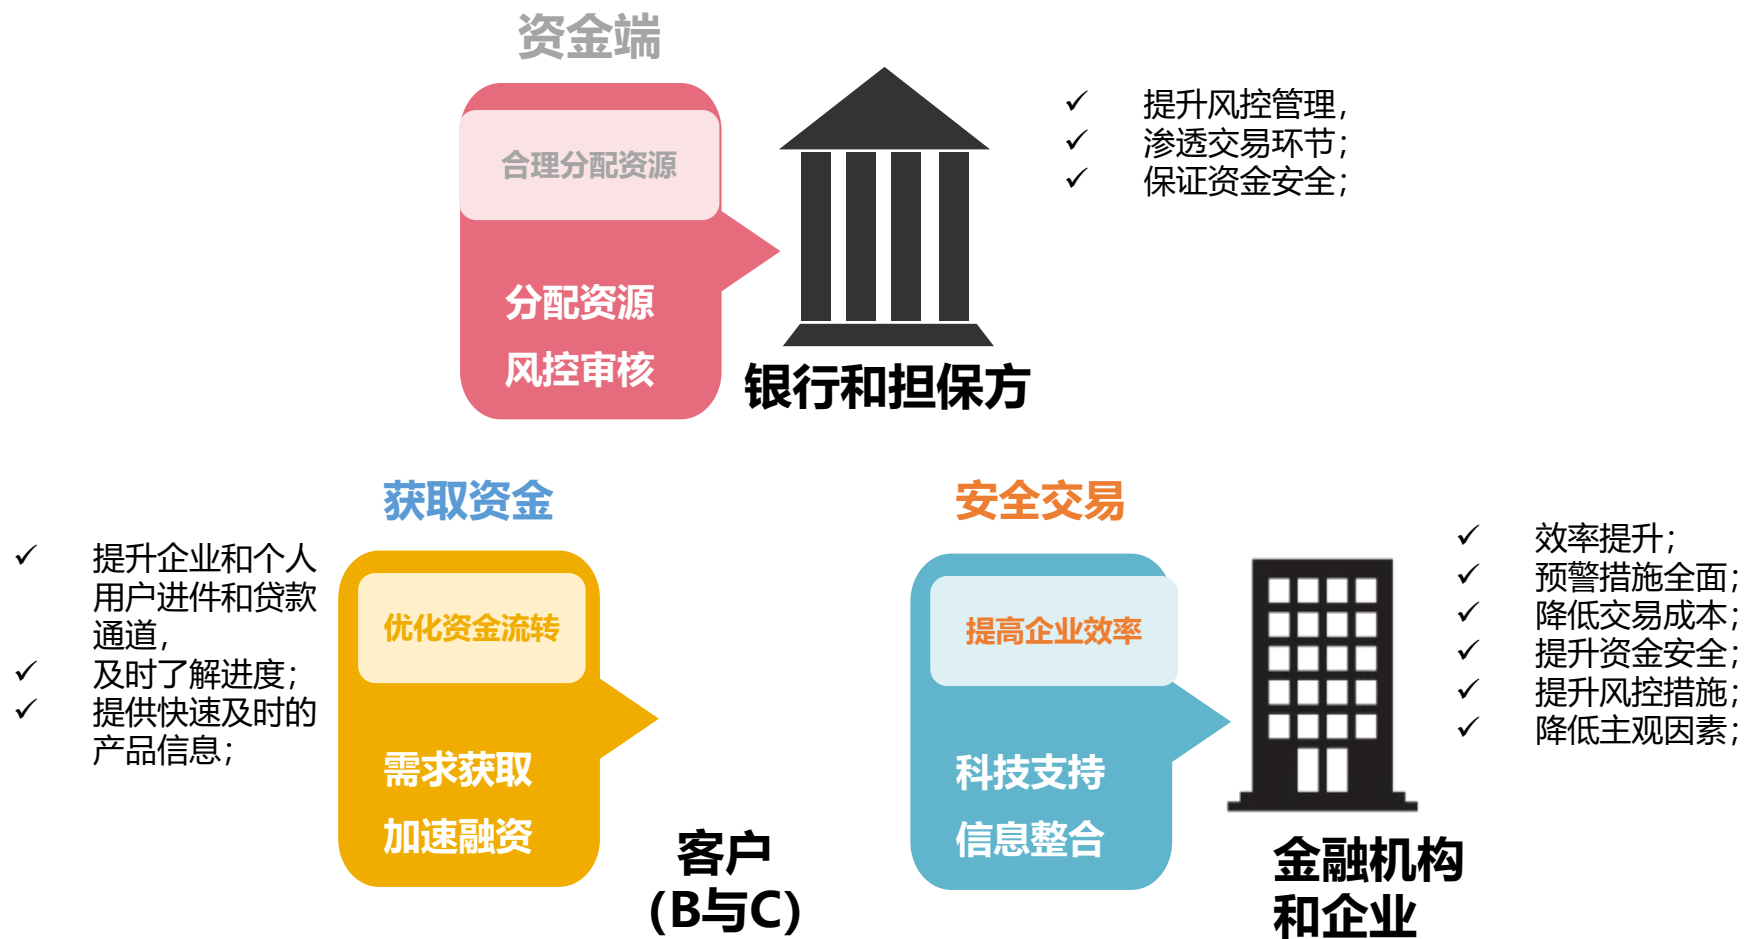 资金端
合理分配资源
分配资源
风控审核
银行和担保方
✓ 提升风控管理，
✓ 渗透交易环节；
✓ 保证资金安全；
获取资金
✓ 提升企业和个人
用户进件和贷款
通道，
✓ 及时了解进度；
✓ 提供快速及时的
产品信息；
优化资金流转
需求获取
加速融资
客户
（B与C）
安全交易
提高企业效率
科技支持
信息整合
金融机构
和企业
✓ 效率提升；
✓ 预警措施全面；
✓ 降低交易成本；
✓ 提升资金安全；
✓ 提升风控措施；
✓ 降低主观因素；